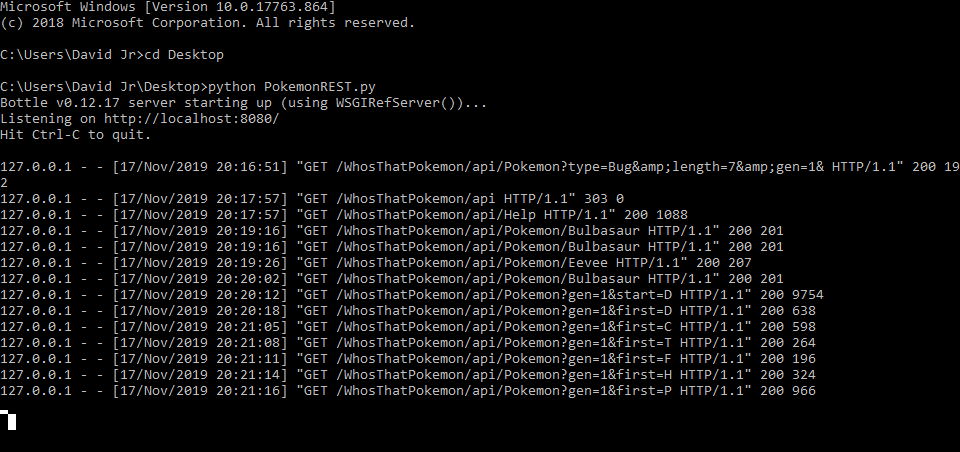 Microsoft Windows [Version 10.0.17763.864]
(c) 2018 Microsoft Corporation. All rights reserved.
C:\Users\David Jr>cd Desktop
C:\Users\David Jr\Desktop>python PokemonREST.py
Bottle v0.12.17 server starting up (using WSGIRefServer())...
Listening on http://localhost:8080/
Hit Ctrl-C to quit.
127.0.0.1 - - [17/Nov/2019 20:16:51] "GET /WhosThatPokemon/api/Pokemon?type=Bug&amp;length=7&amp;gen=1& HTTP/1.1" 200 19
2
127.0.0.1 - - [17/Nov/2019 20:17:57] "GET /WhosThatPokemon/api HTTP/1.1" 303 0
127.0.0.1 - - [17/Nov/2019 20:17:57] "GET /WhosThatPokemon/api/Help HTTP/1.1" 200 1088
127.0.0.1 - - [17/Nov/2019 20:19:16] "GET /WhosThatPokemon/api/Pokemon/Bulbasaur HTTP/1.1" 200 201
127.0.0.1 - - [17/Nov/2019 20:19:16] "GET /WhosThatPokemon/api/Pokemon/Bulbasaur HTTP/1.1" 200 201
127.0.0.1 - - [17/Nov/2019 20:19:26] "GET /WhosThatPokemon/api/Pokemon/Eevee HTTP/1.1" 200 207
127.0.0.1 - - [17/Nov/2019 20:20:02] "GET /WhosThatPokemon/api/Pokemon/Bulbasaur HTTP/1.1" 200 201
127.0.0.1 - - [17/Nov/2019 20:20:12] "GET /WhosThatPokemon/api/Pokemon?gen=1&start=D HTTP/1.1" 200 9754
127.0.0.1 - - [17/Nov/2019 20:20:18] "GET /WhosThatPokemon/api/Pokemon?gen=1&first=D HTTP/1.1" 200 638
127.0.0.1 - - [17/Nov/2019 20:21:05] "GET /WhosThatPokemon/api/Pokemon?gen=1&first=C HTTP/1.1" 200 598
127.0.0.1 - - [17/Nov/2019 20:21:08] "GET /WhosThatPokemon/api/Pokemon?gen=1&first=T HTTP/1.1" 200 264
127.0.0.1 - - [17/Nov/2019 20:21:11] "GET /WhosThatPokemon/api/Pokemon?gen=1&first=F HTTP/1.1" 200 196
127.0.0.1 - - [17/Nov/2019 20:21:14] "GET /WhosThatPokemon/api/Pokemon?gen=1&first=H HTTP/1.1" 200 324
127.0.0.1 - - [17/Nov/2019 20:21:16] "GET /WhosThatPokemon/api/Pokemon?gen=1&first=P HTTP/1.1" 200 966